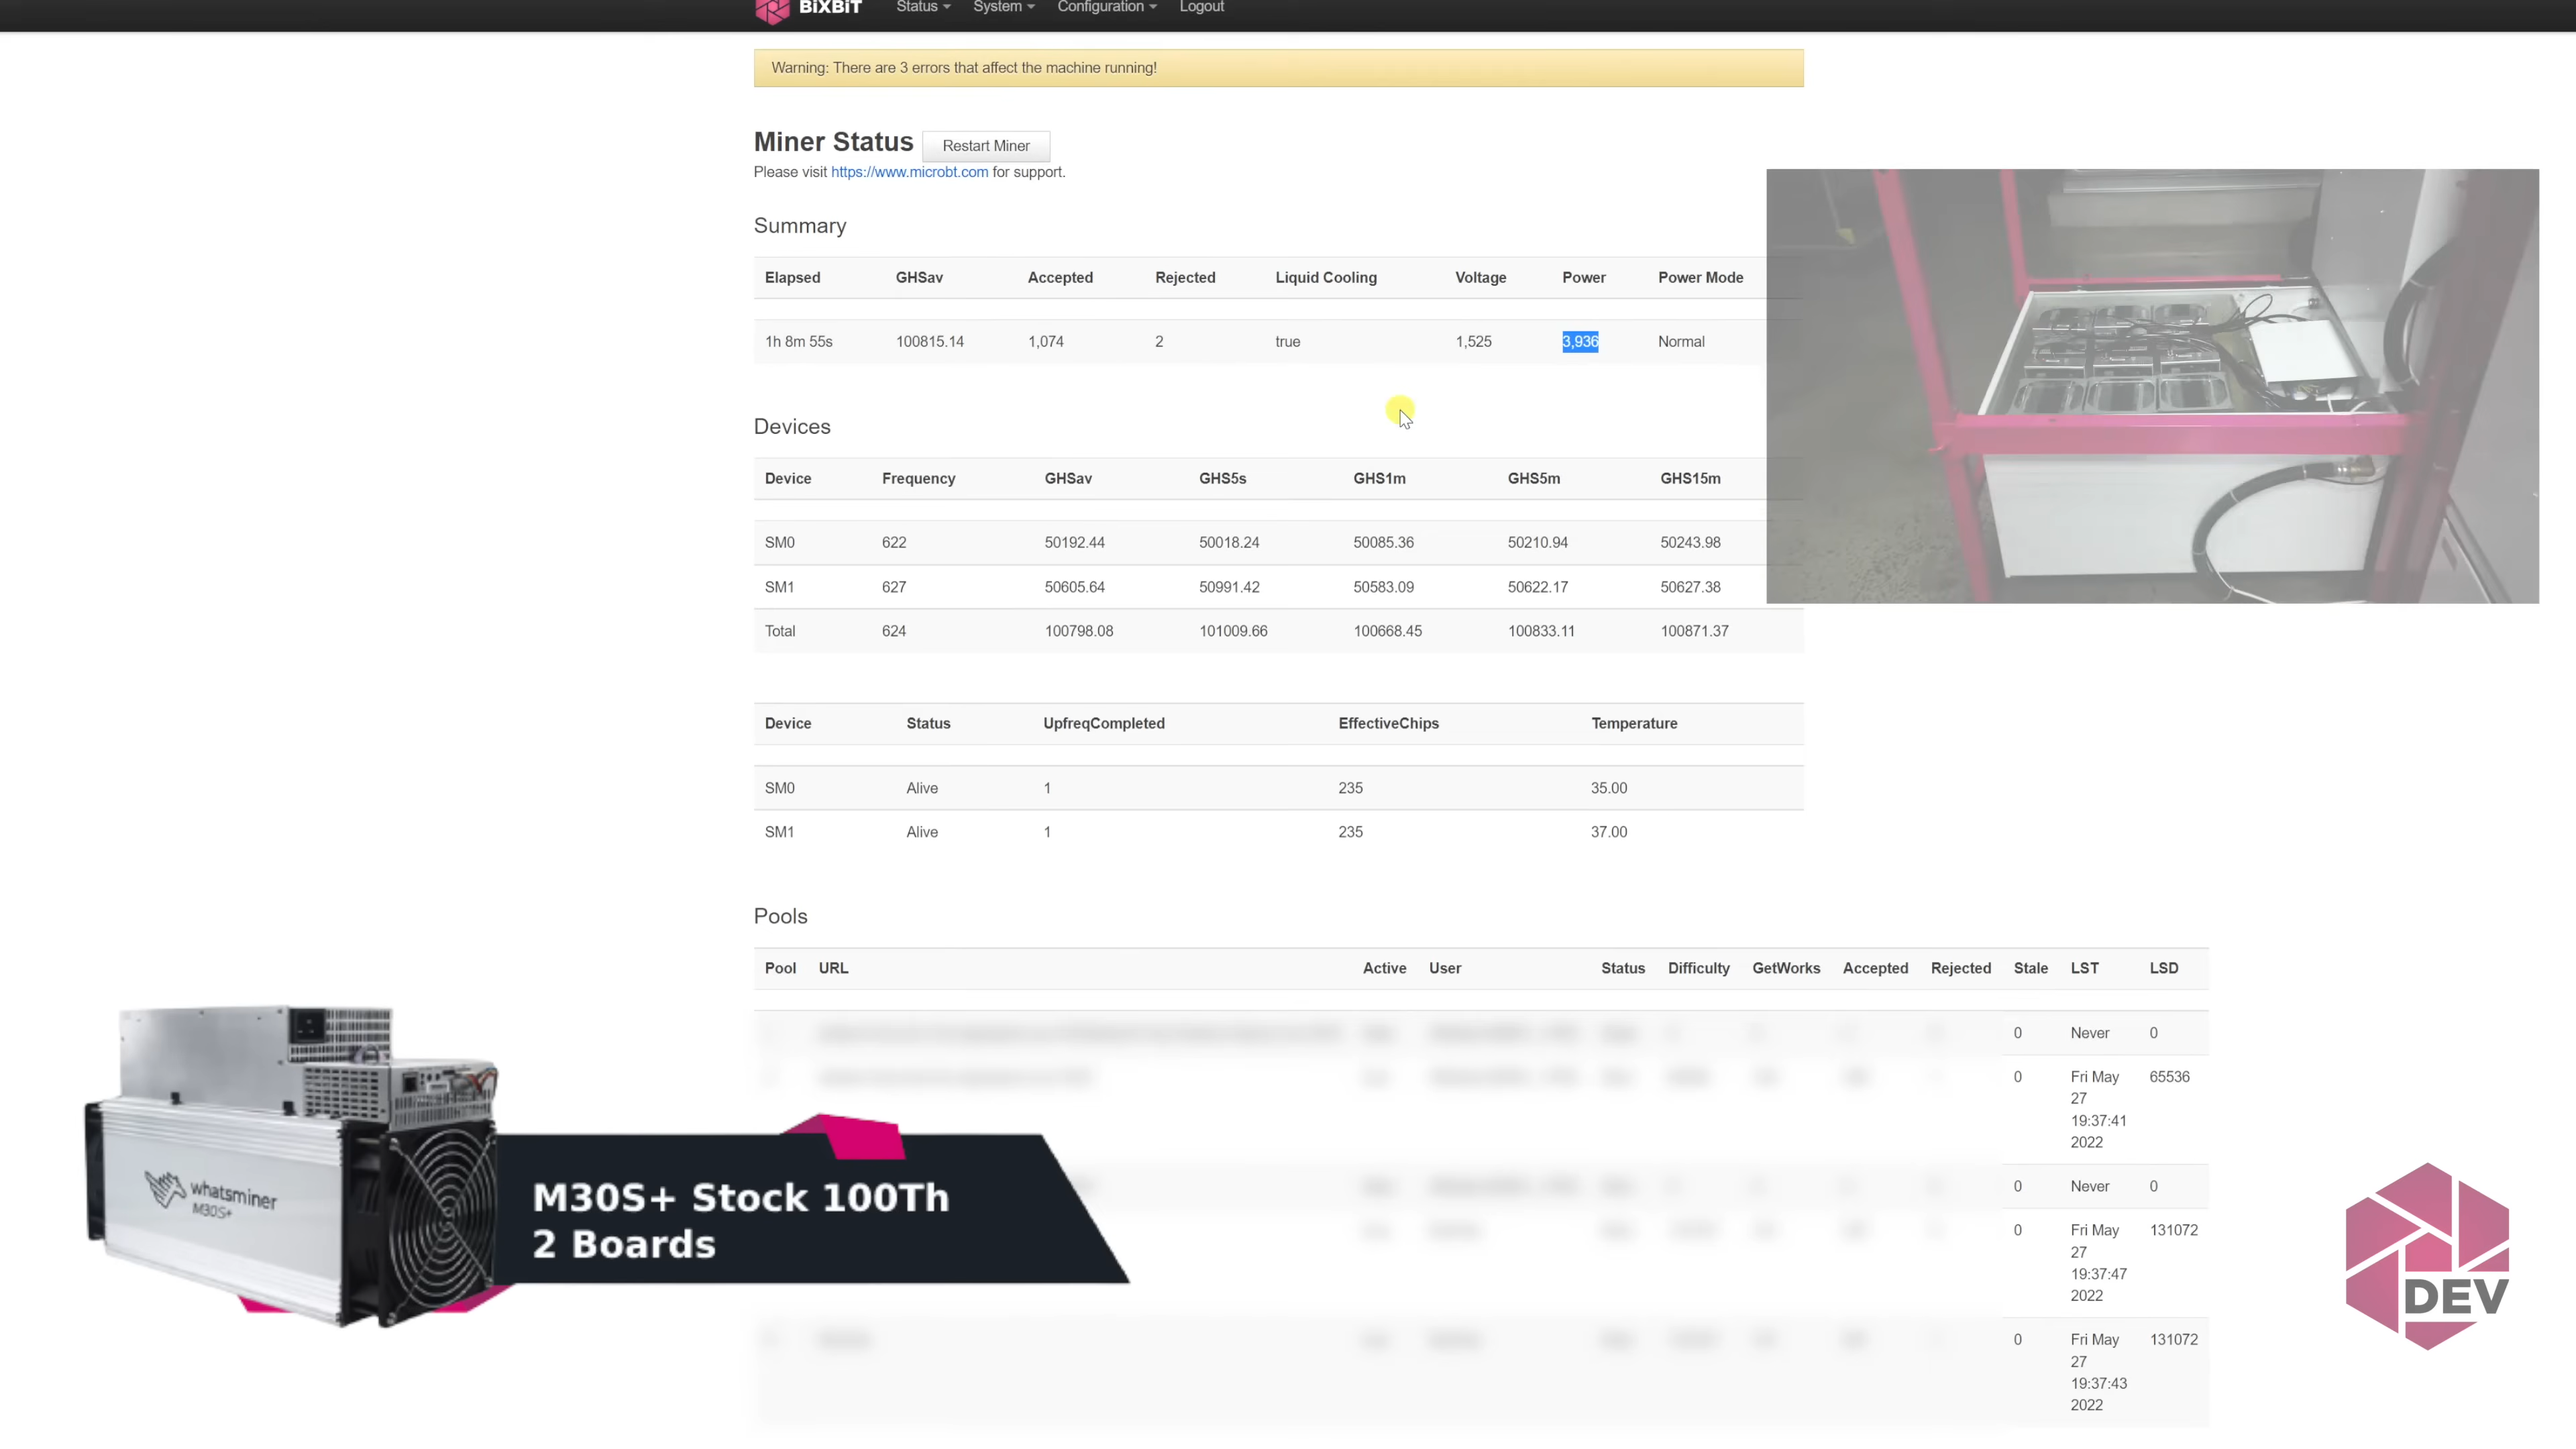 BiXBiT Status System Configuration Logout
Warning: There are 3 errors that affect the machine running!
Miner Status Restart Miner
Please visit https://www.microbt.com for support.
Summary
Elapsed GHSav Accepted Rejected Liquid Cooling Voltage Power Power Mode
1h 8m 55s 100815.14 1,074 2 true 1,525 3,936 Normal
Devices
Device Frequency GHSav GHS5s GHS1m GHS5m GHS15m
SM0 622 50192.44 50018.24 50085.36 50210.94 50243.98
SM1 627 50605.64 50991.42 50583.09 50622.17 50627.38
Total 624 100798.08 101009.66 100668.45 100833.11 100871.37
Device Status UpfreqCompleted EffectiveChips Temperature
SM0 Alive 1 235 35.00
SM1 Alive 1 235 37.00
Pools
Pool URL Active User Status Difficulty GetWorks Accepted Rejected Stale LST LSD
0 Never 0
0 Fri May 65536
27
19:37:41
2022
0 Never 0
0 Fri May 131072
27
19:37:47
2022
0 Fri May 131072
27
19:37:43
2022
whatsminer
M30S+
M30S+ Stock 100Th
2 Boards
DEV